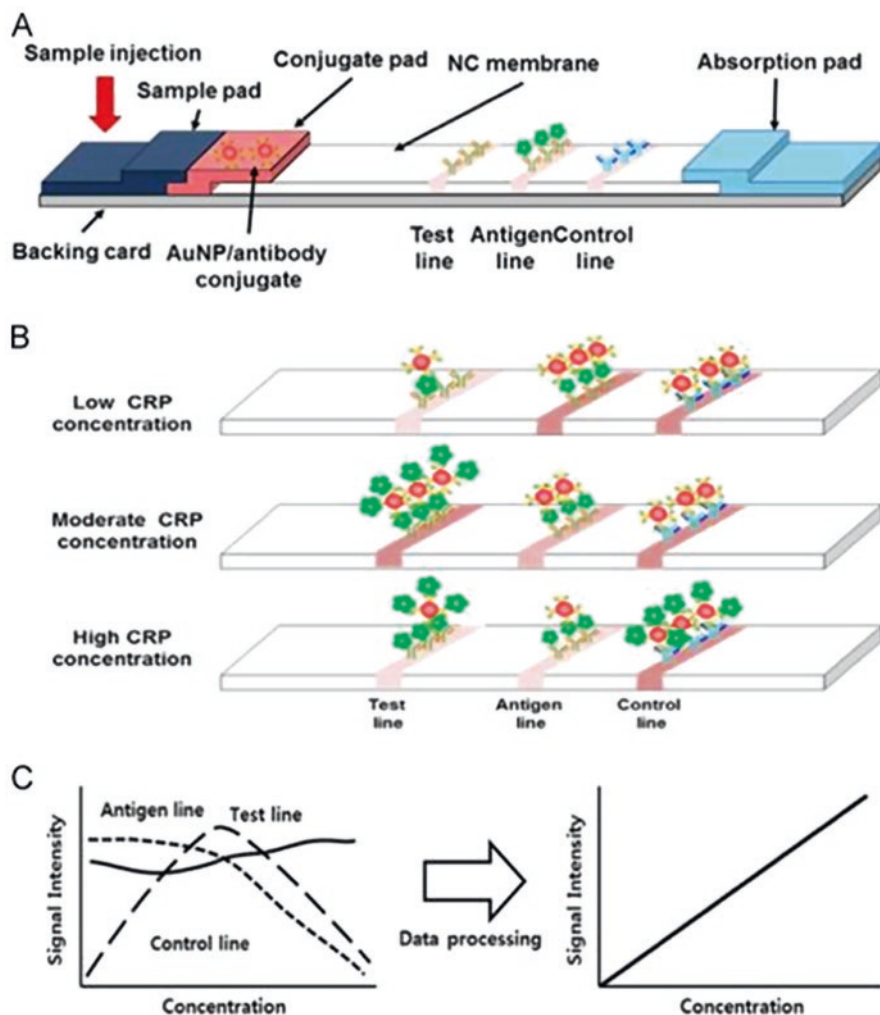 A
Sample injection
Sample pad
Conjugate pad
NC membrane
Absorption pad
Backing card
AuNP/antibody
conjugate
Test
line
Antigen
line
Control
line
B
Low CRP
concentration
Moderate CRP
concentration
High CRP
concentration
Test
line
Antigen
line
Control
line
C
Signal Intensity
Antigen line
Test line
Control line
Concentration
Data processing
Signal Intensity
Concentration